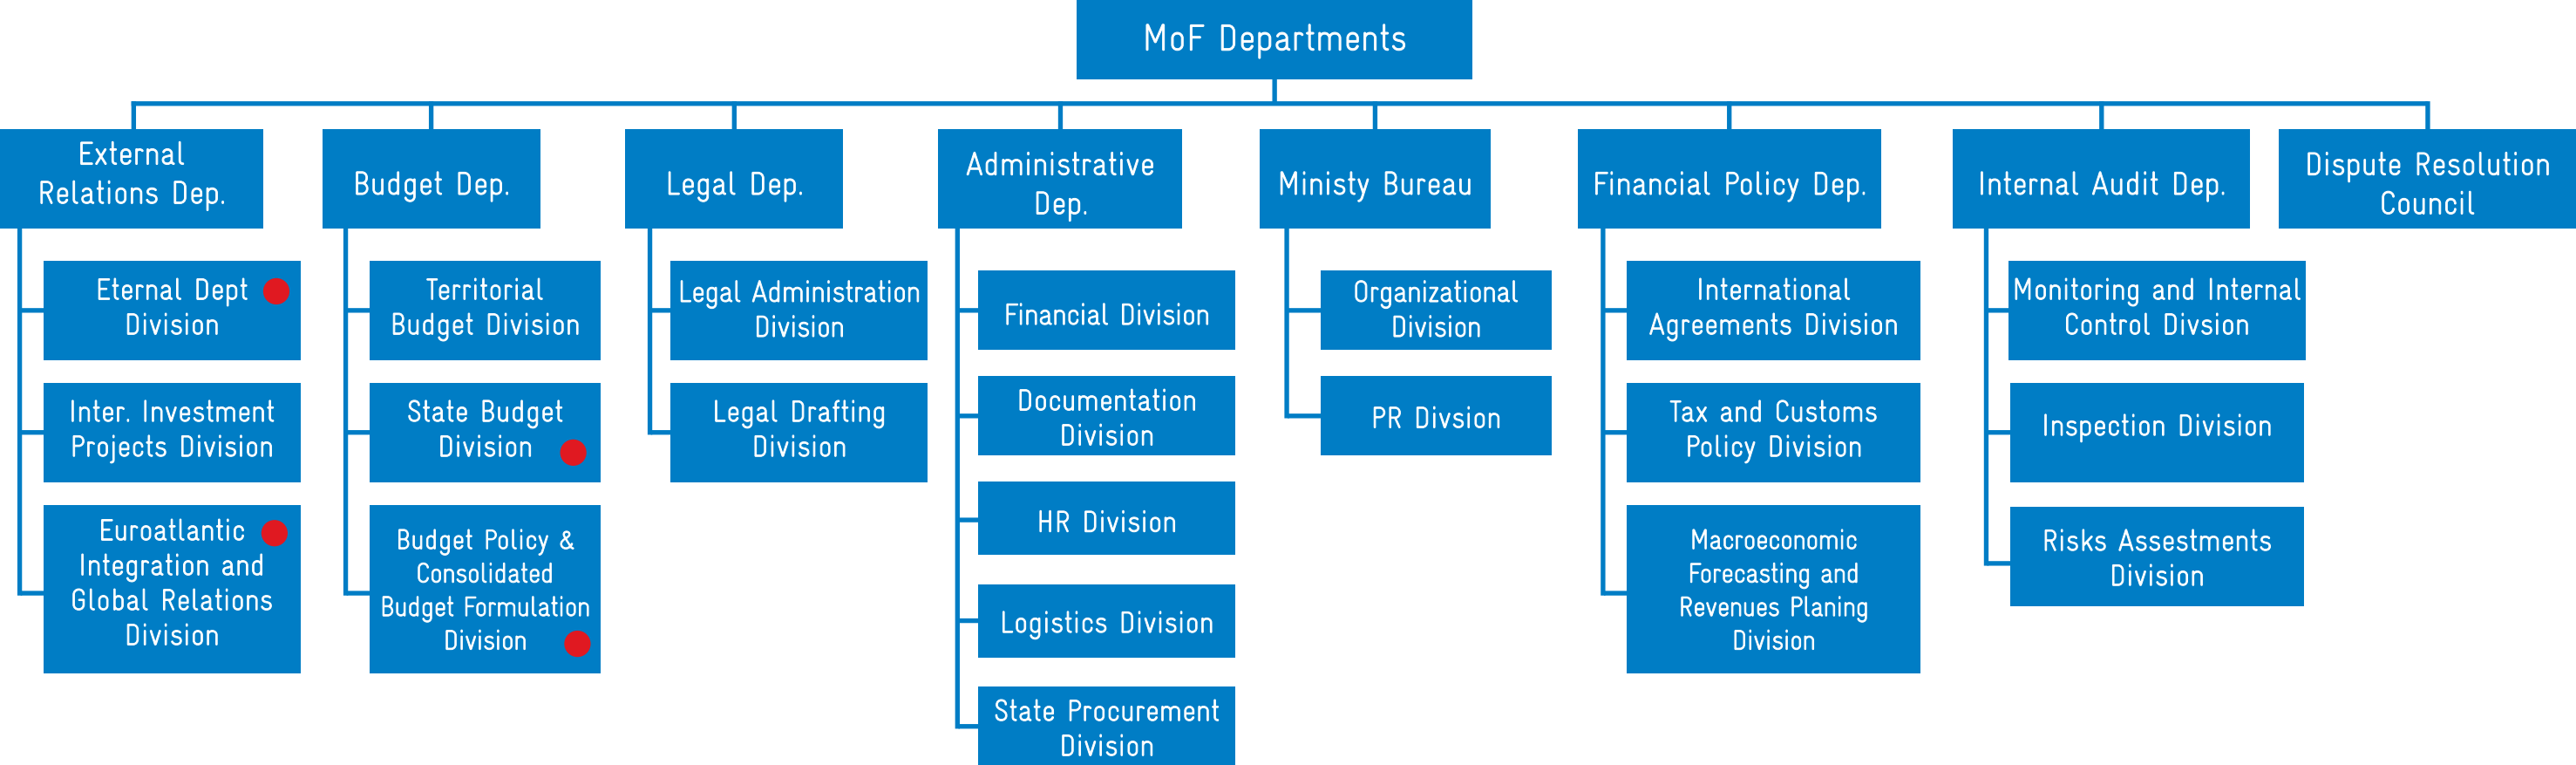 MoF Departments
External
Relations Dep.
Eternal Dept
Division
Inter. Investment
Projects Division
Euroatlantic
Integration and
Global Relations
Division
Budget Dep.
Territorial
Budget Division
State Budget
Division
Budget Policy &
Consolidated
Budget Formulation
Division
Legal Dep.
Legal Administration
Division
Legal Drafting
Division
Administrative
Dep.
Financial Division
Documentation
Division
HR Division
Logistics Division
State Procurement
Division
Ministy Bureau
Organizational
Division
PR Divsion
Financial Policy Dep.
International
Agreements Division
Tax and Customs
Policy Division
Macroeconomic
Forecasting and
Revenues Planing
Division
Internal Audit Dep.
Monitoring and Internal
Control Divsion
Inspection Division
Risks Assestments
Division
Dispute Resolution
Council